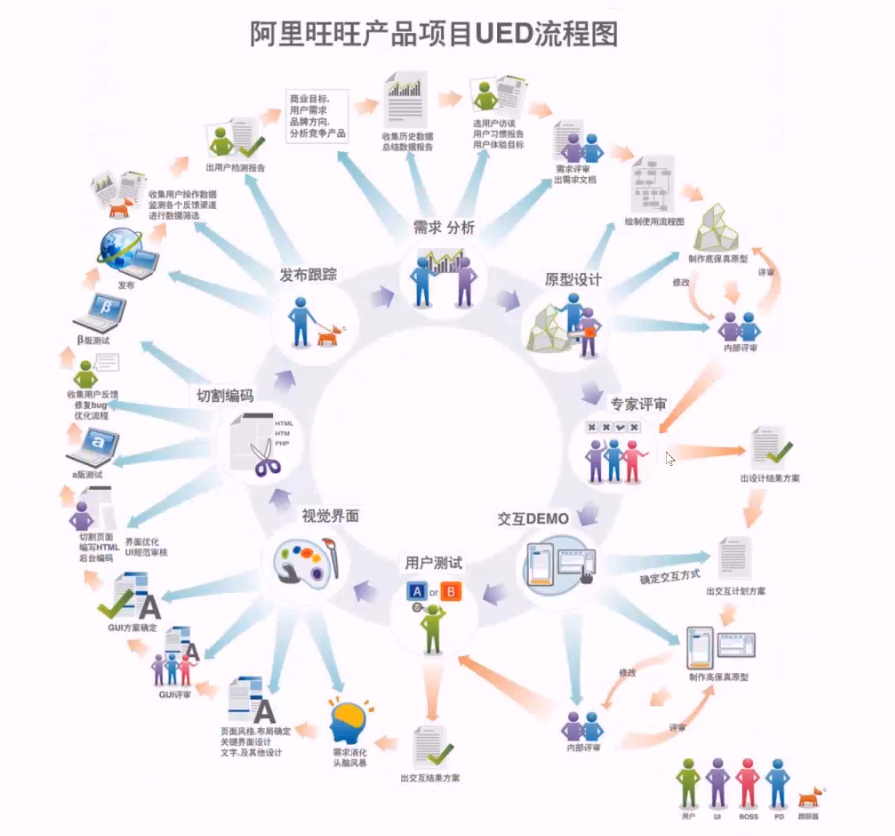 阿里旺旺产品项目UED流程图
商业目标.
用户需求
品牌方向.
分析竞争产品
收集历史数据
总结数据报告
选用户访谈
用户习惯报告
用户体验目标
需求评审
出需求文档
绘制使用流程图
制作底保真原型
修改
评审
内部评审
需求 分析
原型设计
专家评审
出设计结果方案
交互DEMO
确定交互方式
出交互计划方案
制作高保真原型
修改
评审
内部评审
用户测试
A or B
出交互结果方案
视觉界面
需求消化
头脑风暴
页面风格.布局确定
关键界面设计
文字.及其他设计
A
GUI评审
A
GUI方案确定
A
切割编码
HTML
HTM
PHP
切割页面
编写HTML
后台编码
界面优化
UI规范审核
a
a版测试
收集用户反馈
修复bug
优化流程
β
β版测试
发布
发布跟踪
收集用户操作数据
监测各个反馈渠道
进行数据筛选
出用户检测报告
用户
UI
BOSS
PD
跟踪器